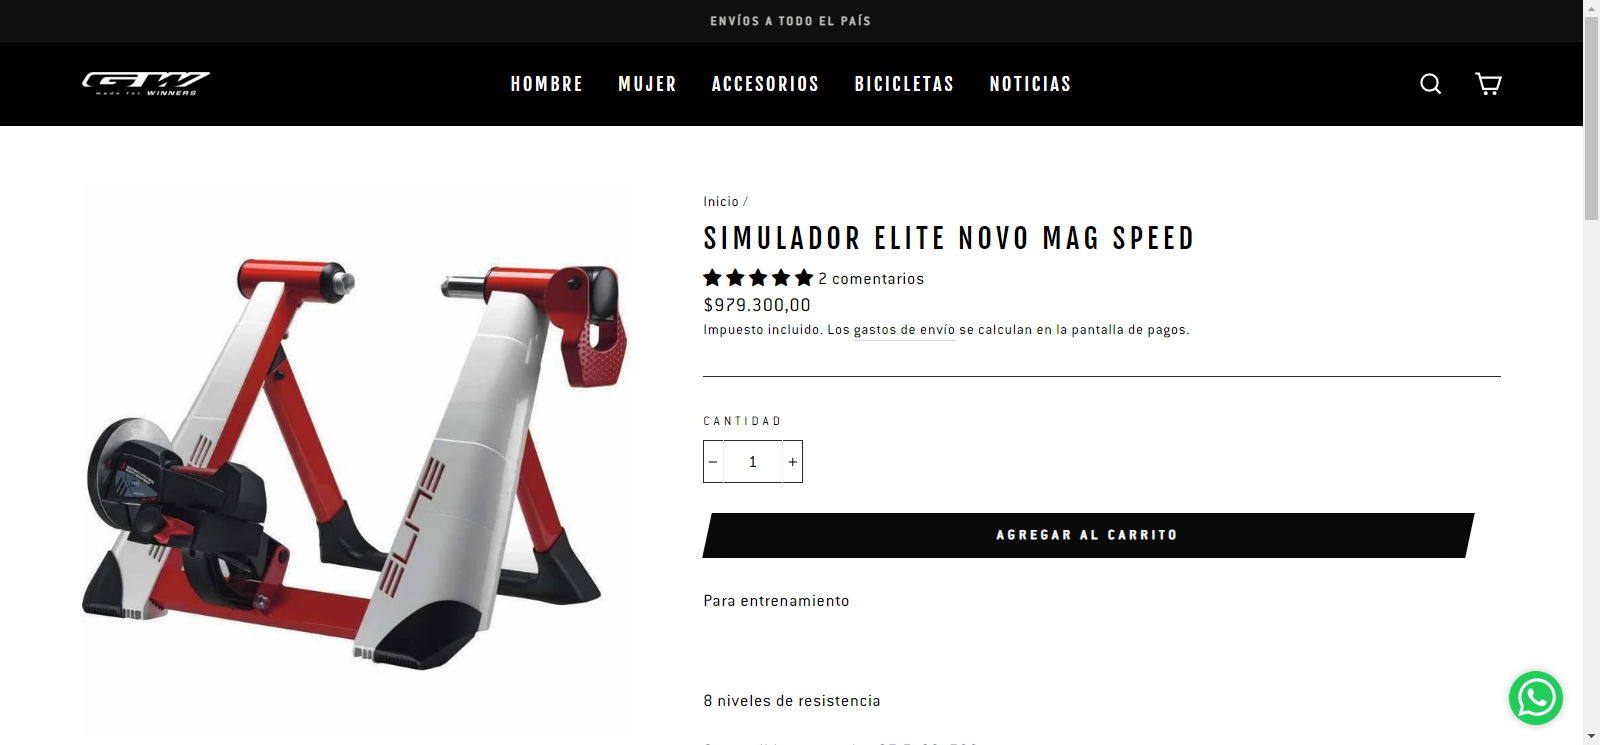 ENVÍOS A TODO EL PAÍS
GW
made for WINNERS
HOMBRE MUJER ACCESORIOS BICICLETAS NOTICIAS
Inicio /
SIMULADOR ELITE NOVO MAG SPEED
2 comentarios
$979.300,00
Impuesto incluido. Los gastos de envío se calculan en la pantalla de pagos.
CANTIDAD
− 1 +
AGREGAR AL CARRITO
Para entrenamiento
8 niveles de resistencia
ELITE